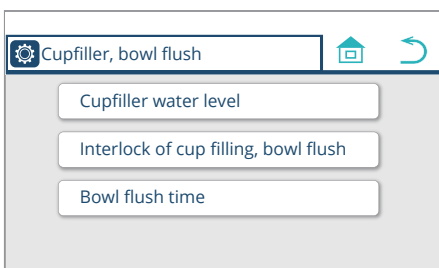 Cupfiller, bowl flush
Cupfiller water level
Interlock of cup filling, bowl flush
Bowl flush time